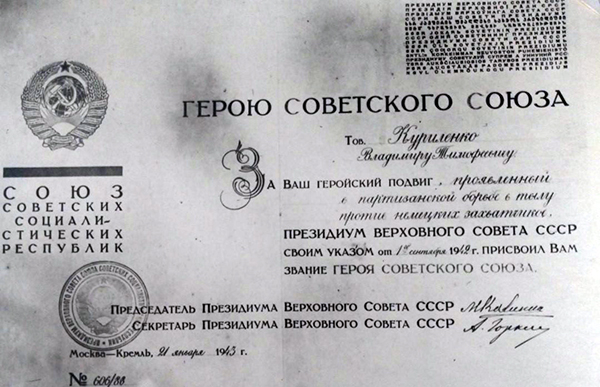 СОЮЗ
СОВЕТСКИХ
СОЦИАЛИ-
СТИЧЕСКИХ
РЕСПУБЛИК
ГЕРОЮ СОВЕТСКОГО СОЮЗА
Тов. Куриленко
Владимиру Тимофеевичу
За Ваш геройский подвиг, проявленный
в партизанской борьбе в тылу
против немецких захватчиков,
ПРЕЗИДИУМ ВЕРХОВНОГО СОВЕТА СССР
СВОИМ УКАЗОМ от 1го сентября 1942 г. ПРИСВОИЛ ВАМ
ЗВАНИЕ ГЕРОЯ СОВЕТСКОГО СОЮЗА.
Председатель Президиума Верховного Совета СССР М Калинин
Секретарь Президиума Верховного Совета СССР А. Горкин
Москва—Кремль, 21 января 1943 г.
№ 606/88